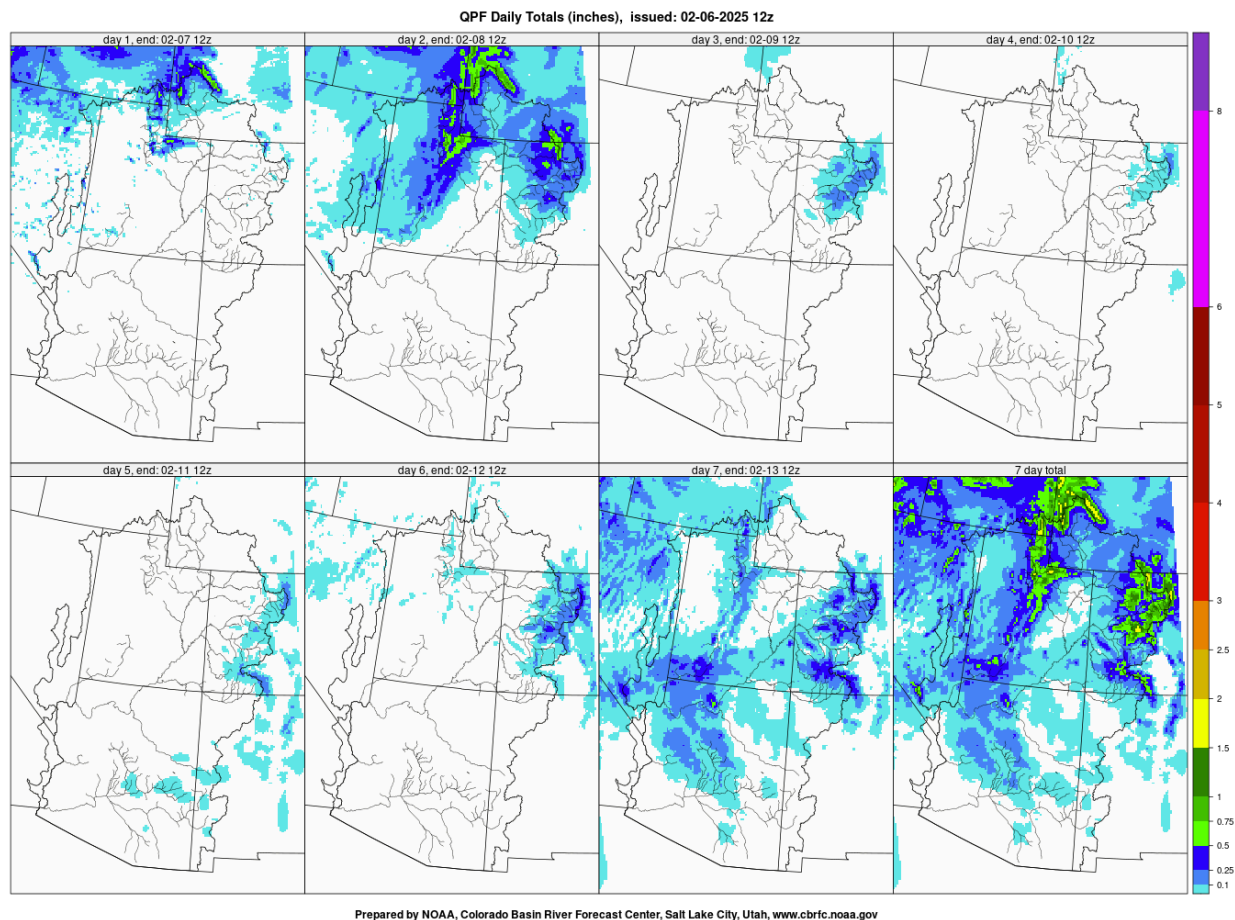 QPF Daily Totals (inches),  issued: 02-06-2025 12z
day 1, end: 02-07 12z
day 2, end: 02-08 12z
day 3, end: 02-09 12z
day 4, end: 02-10 12z
day 5, end: 02-11 12z
day 6, end: 02-12 12z
day 7, end: 02-13 12z
7 day total
8
6
5
4
3
2.5
2
1.5
1
0.75
0.5
0.25
0.1
Prepared by NOAA, Colorado Basin River Forecast Center, Salt Lake City, Utah, www.cbrfc.noaa.gov